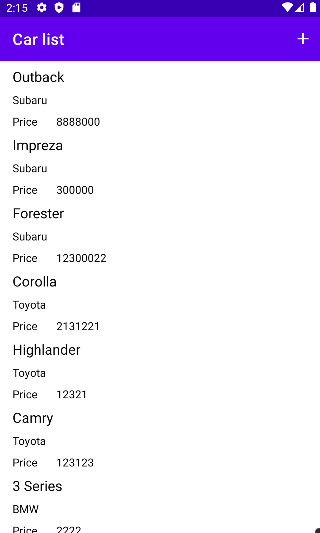 2:15
Car list +
Outback
Subaru
Price 8888000
Impreza
Subaru
Price 300000
Forester
Subaru
Price 12300022
Corolla
Toyota
Price 2131221
Highlander
Toyota
Price 12321
Camry
Toyota
Price 123123
3 Series
BMW
Price 2222